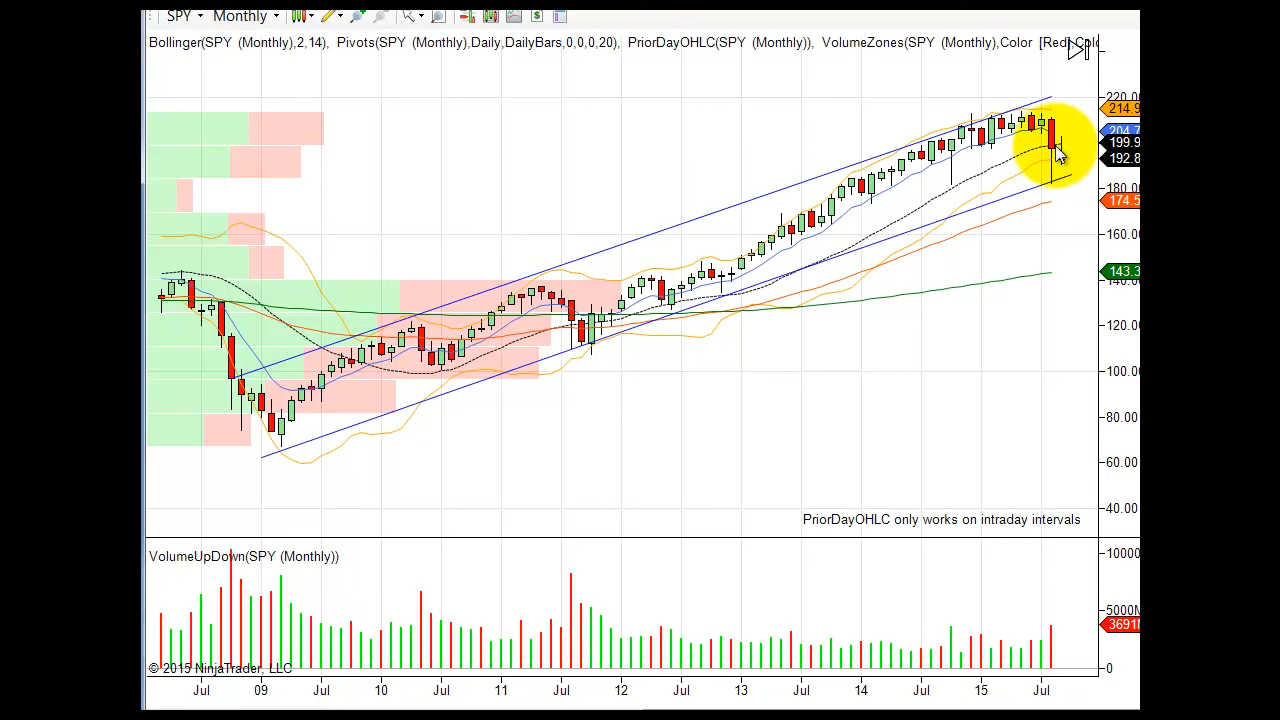 SPY Monthly
Bollinger(SPY (Monthly),2,14), Pivots(SPY (Monthly),Daily,DailyBars,0,0,0,20), PriorDayOHLC(SPY (Monthly)), VolumeZones(SPY (Monthly),Color [Red],Colo
220.00
214.9
204.7
199.9
192.8
180.00
174.5
160.00
143.3
140.00
120.00
100.00
80.00
60.00
40.00
PriorDayOHLC only works on intraday intervals
VolumeUpDown(SPY (Monthly))
10000
5000M
3691M
0
© 2015 NinjaTrader, LLC
Jul 09 Jul 10 Jul 11 Jul 12 Jul 13 Jul 14 Jul 15 Jul